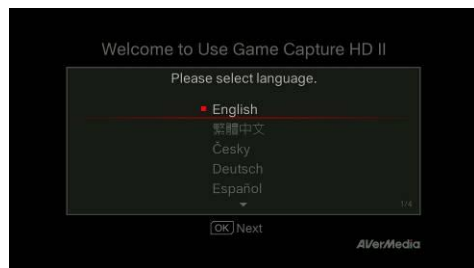 Welcome to Use Game Capture HD II
Please select language.
English
繁體中文
Česky
Deutsch
Español
1/4
OK Next
AVerMedia